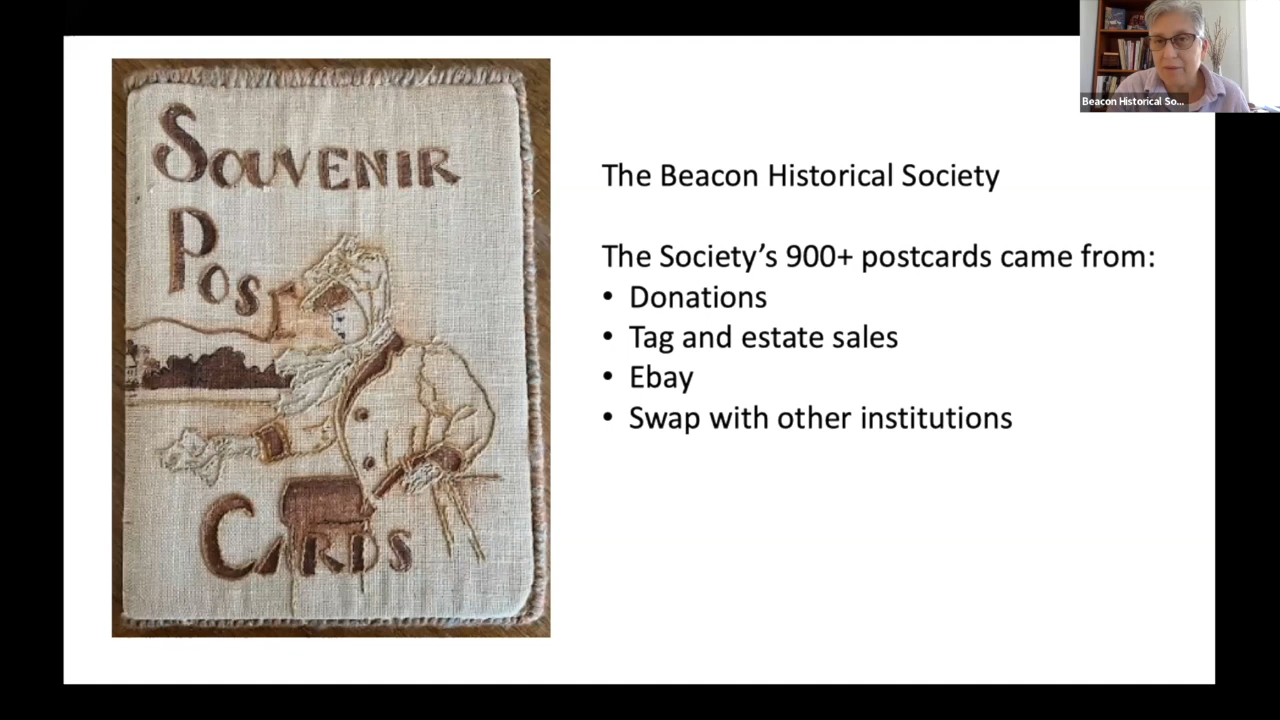 SOUVENIR
POST
CARDS
The Beacon Historical Society
The Society’s 900+ postcards came from:
• Donations
• Tag and estate sales
• Ebay
• Swap with other institutions
Beacon Historical So...